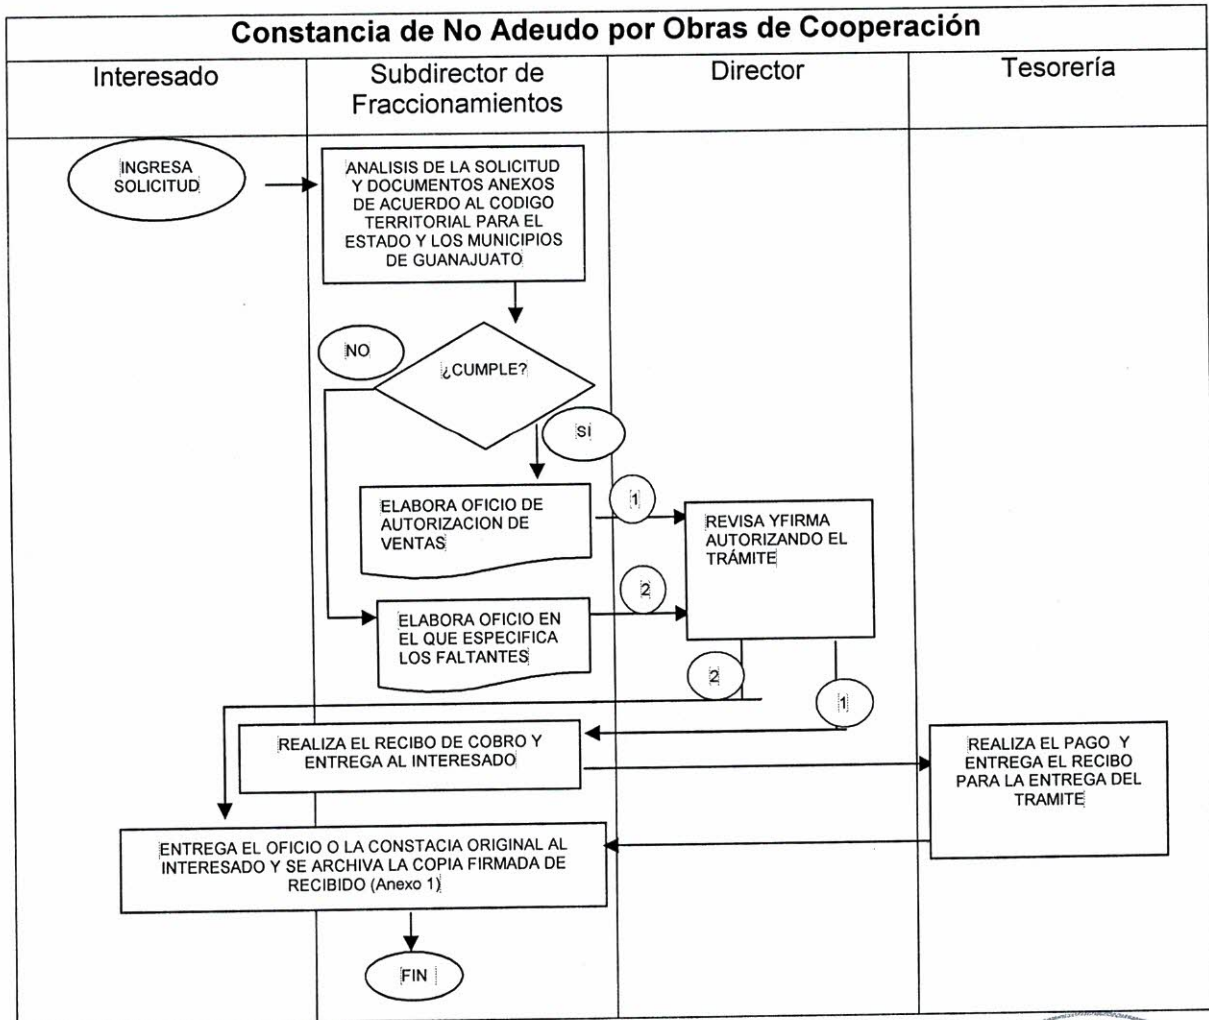 Constancia de No Adeudo por Obras de Cooperación
Interesado
Subdirector de
Fraccionamientos
Director
Tesorería
INGRESA
SOLICITUD
ANALISIS DE LA SOLICITUD
Y DOCUMENTOS ANEXOS
DE ACUERDO AL CODIGO
TERRITORIAL PARA EL
ESTADO Y LOS MUNICIPIOS
DE GUANAJUATO
NO
¿CUMPLE?
SÍ
ELABORA OFICIO DE
AUTORIZACION DE
VENTAS
1
REVISA YFIRMA
AUTORIZANDO EL
TRÁMITE
2
ELABORA OFICIO EN
EL QUE ESPECIFICA
LOS FALTANTES
2
1
REALIZA EL RECIBO DE COBRO Y
ENTREGA AL INTERESADO
REALIZA EL PAGO Y
ENTREGA EL RECIBO
PARA LA ENTREGA DEL
TRAMITE
ENTREGA EL OFICIO O LA CONSTACIA ORIGINAL AL
INTERESADO Y SE ARCHIVA LA COPIA FIRMADA DE
RECIBIDO (Anexo 1)
FIN